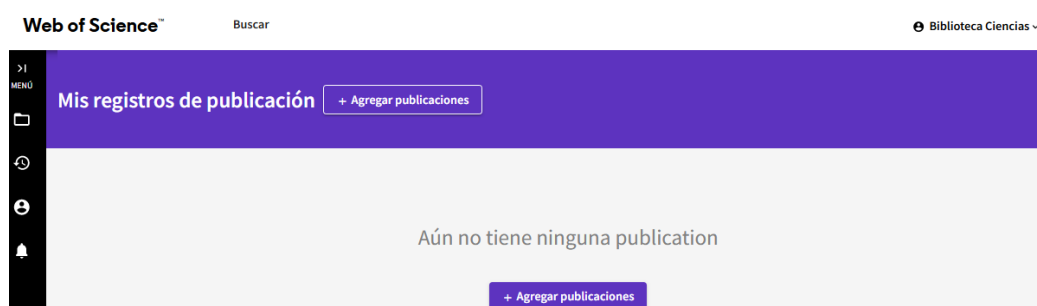 Web of Science™ Buscar Biblioteca Ciencias
MENÚ
Mis registros de publicación + Agregar publicaciones
Aún no tiene ninguna publication
+ Agregar publicaciones